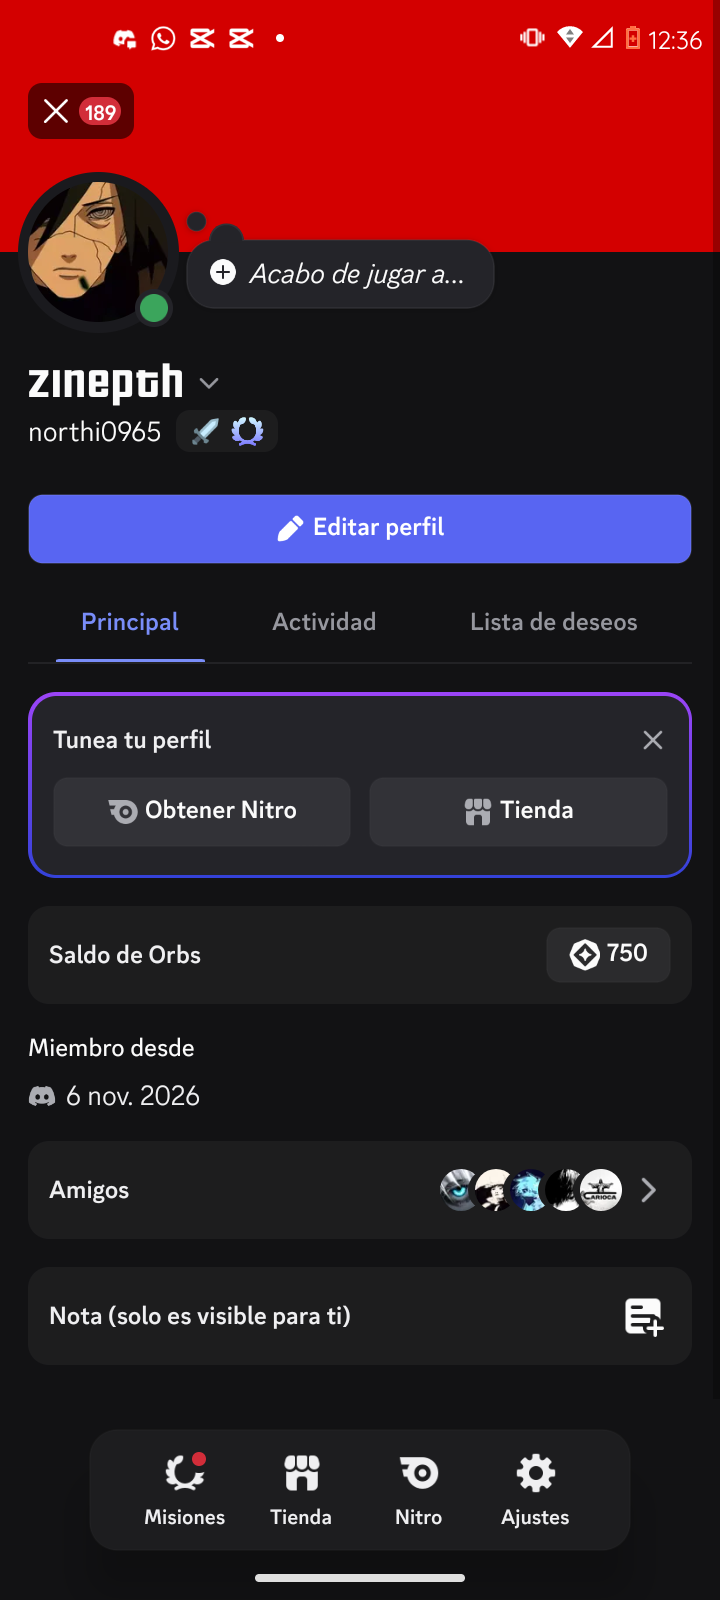 12:36
189
Acabo de jugar a...
zinepth
northi0965
Editar perfil
Principal
Actividad
Lista de deseos
Tunea tu perfil
Obtener Nitro
Tienda
Saldo de Orbs
750
Miembro desde
6 nov. 2026
Amigos
CARIOCA
Nota (solo es visible para ti)
Misiones
Tienda
Nitro
Ajustes